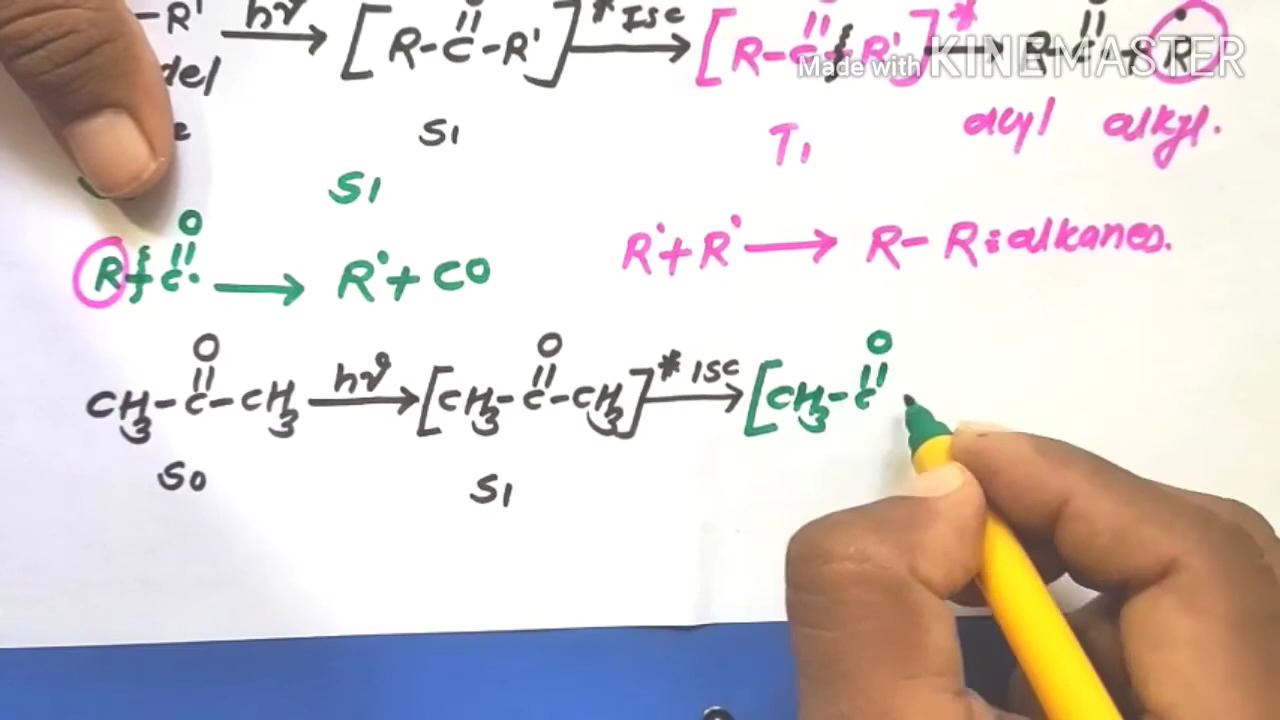 -R' hν [R-C-R']* ISC [R-C}R']* R-C + R•
S1 T1 acyl alkyl.
S1
O
R}C• → R• + CO R• + R• → R-R: alkanes.
O O O
CH3-C-CH3 hν [CH3-C-CH3]* ISC [CH3-C
S0 S1
Made with KINEMASTER